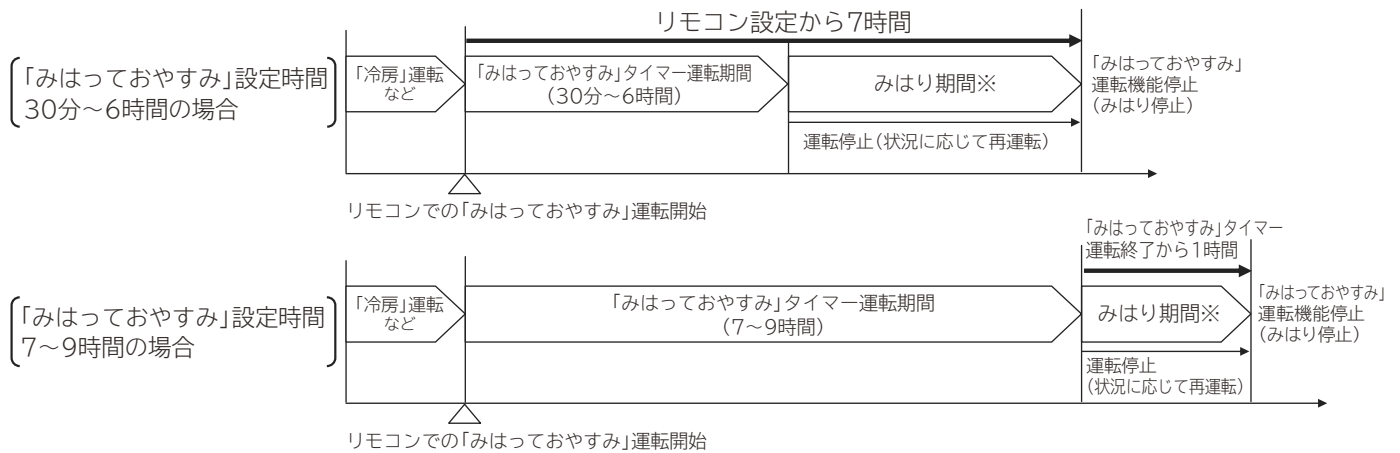 リモコン設定から7時間
「みはっておやすみ」設定時間
30分～6時間の場合
「冷房」運転
など
「みはっておやすみ」タイマー運転期間
(30分～6時間)
みはり期間※
「みはっておやすみ」
運転機能停止
(みはり停止)
運転停止(状況に応じて再運転)
リモコンでの「みはっておやすみ」運転開始
「みはっておやすみ」タイマー
運転終了から1時間
「みはっておやすみ」設定時間
7～9時間の場合
「冷房」運転
など
「みはっておやすみ」タイマー運転期間
(7～9時間)
みはり期間※
「みはっておやすみ」
運転機能停止
(みはり停止)
運転停止
(状況に応じて再運転)
リモコンでの「みはっておやすみ」運転開始